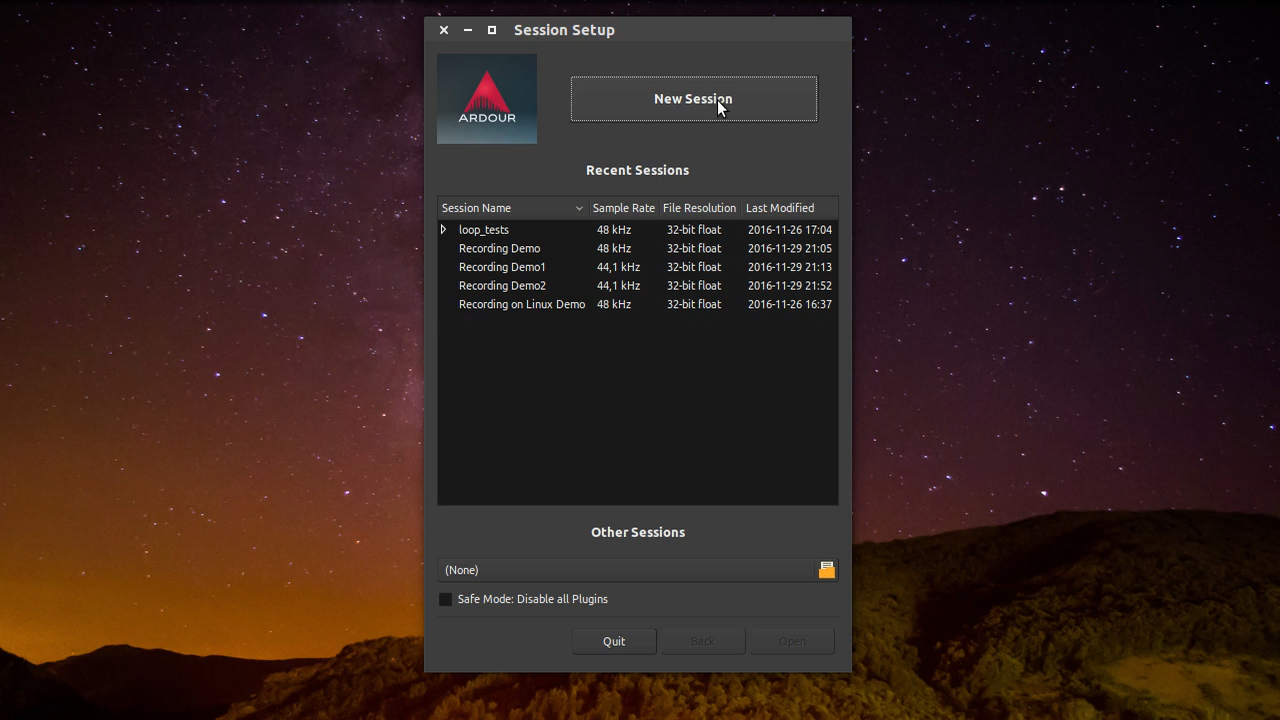 Session Setup
ARDOUR
New Session
Recent Sessions
Session Name Sample Rate File Resolution Last Modified
loop_tests 48 kHz 32-bit float 2016-11-26 17:04
Recording Demo 48 kHz 32-bit float 2016-11-29 21:05
Recording Demo1 44,1 kHz 32-bit float 2016-11-29 21:13
Recording Demo2 44,1 kHz 32-bit float 2016-11-29 21:52
Recording on Linux Demo 48 kHz 32-bit float 2016-11-26 16:37
Other Sessions
(None)
Safe Mode: Disable all Plugins
Quit Back Open